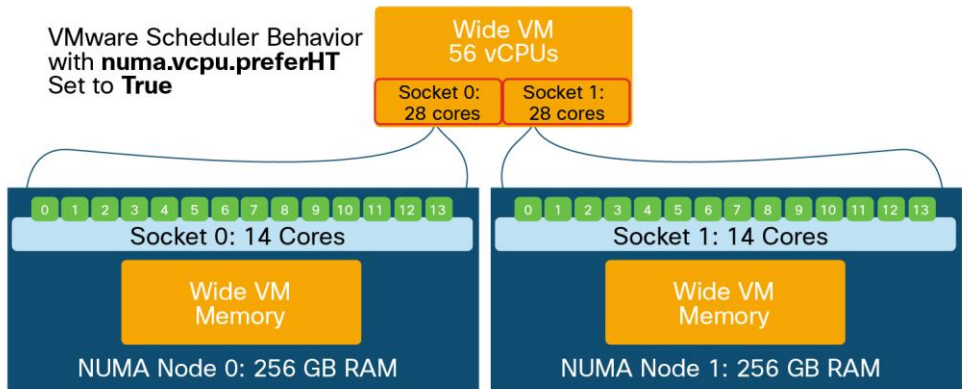 VMware Scheduler Behavior
with numa.vcpu.preferHT
Set to True
Wide VM
56 vCPUs
Socket 0:
28 cores
Socket 1:
28 cores
0 1 2 3 4 5 6 7 8 9 10 11 12 13
Socket 0: 14 Cores
Wide VM
Memory
NUMA Node 0: 256 GB RAM
0 1 2 3 4 5 6 7 8 9 10 11 12 13
Socket 1: 14 Cores
Wide VM
Memory
NUMA Node 1: 256 GB RAM